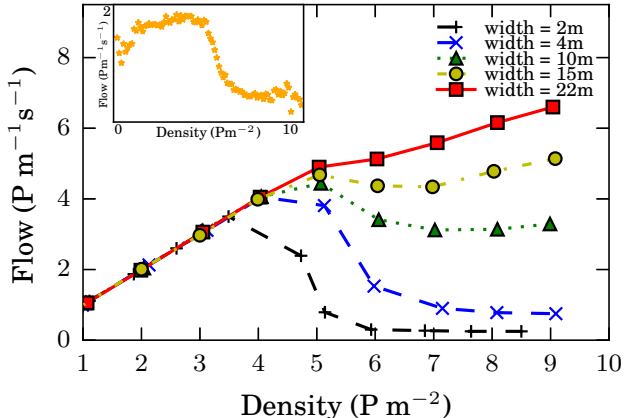 Flow (P m⁻¹s⁻¹)
9
6
4
2
0
1
2
3
4
5
6
7
8
9
10
Density (P m⁻²)
width = 2m
width = 4m
width = 10m
width = 15m
width = 22m
Flow (Pm⁻¹s⁻¹)
2
0
10
Density (Pm⁻²)